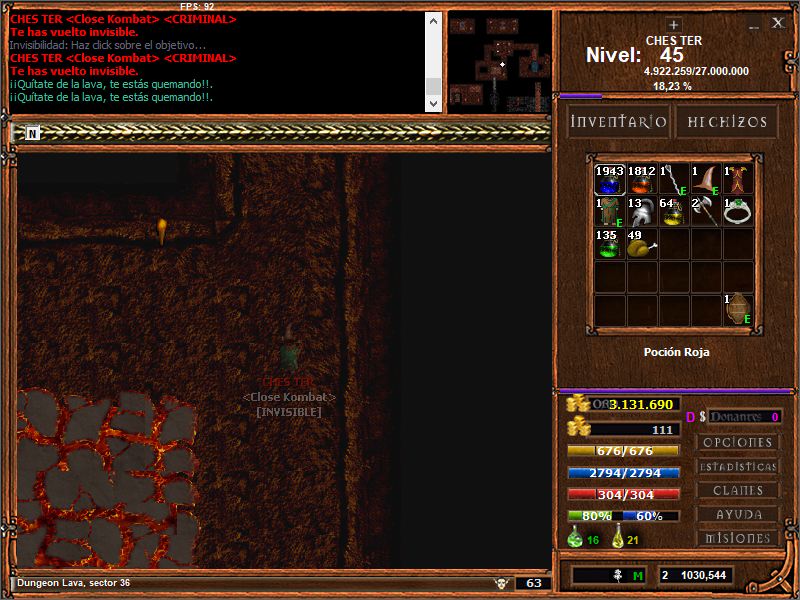 FPS: 92
CHES TER <Close Kombat> <CRIMINAL>
Te has vuelto invisible.
Invisibilidad: Haz click sobre el objetivo...
CHES TER <Close Kombat> <CRIMINAL>
Te has vuelto invisible.
¡¡Quítate de la lava, te estás quemando!!.
¡¡Quítate de la lava, te estás quemando!!.
N
+ _ X
CHES TER
Nivel: 45
4.922.259/27.000.000
18,23 %
INVENTARIO HECHIZOS
1943 1812 1 E 1 E 1
1 E 13 64 2 1
135 49
1 E
Poción Roja
CHES TER
<Close Kombat>
[INVISIBLE]
ORO 3.131.690
111
D $ Donantes 0
676/676
2794/2794
304/304
80% 60%
16 21
OPCIONES
ESTADÍSTICAS
CLANES
AYUDA
MISIONES
Dungeon Lava, sector 36
63
M
2 1030,544